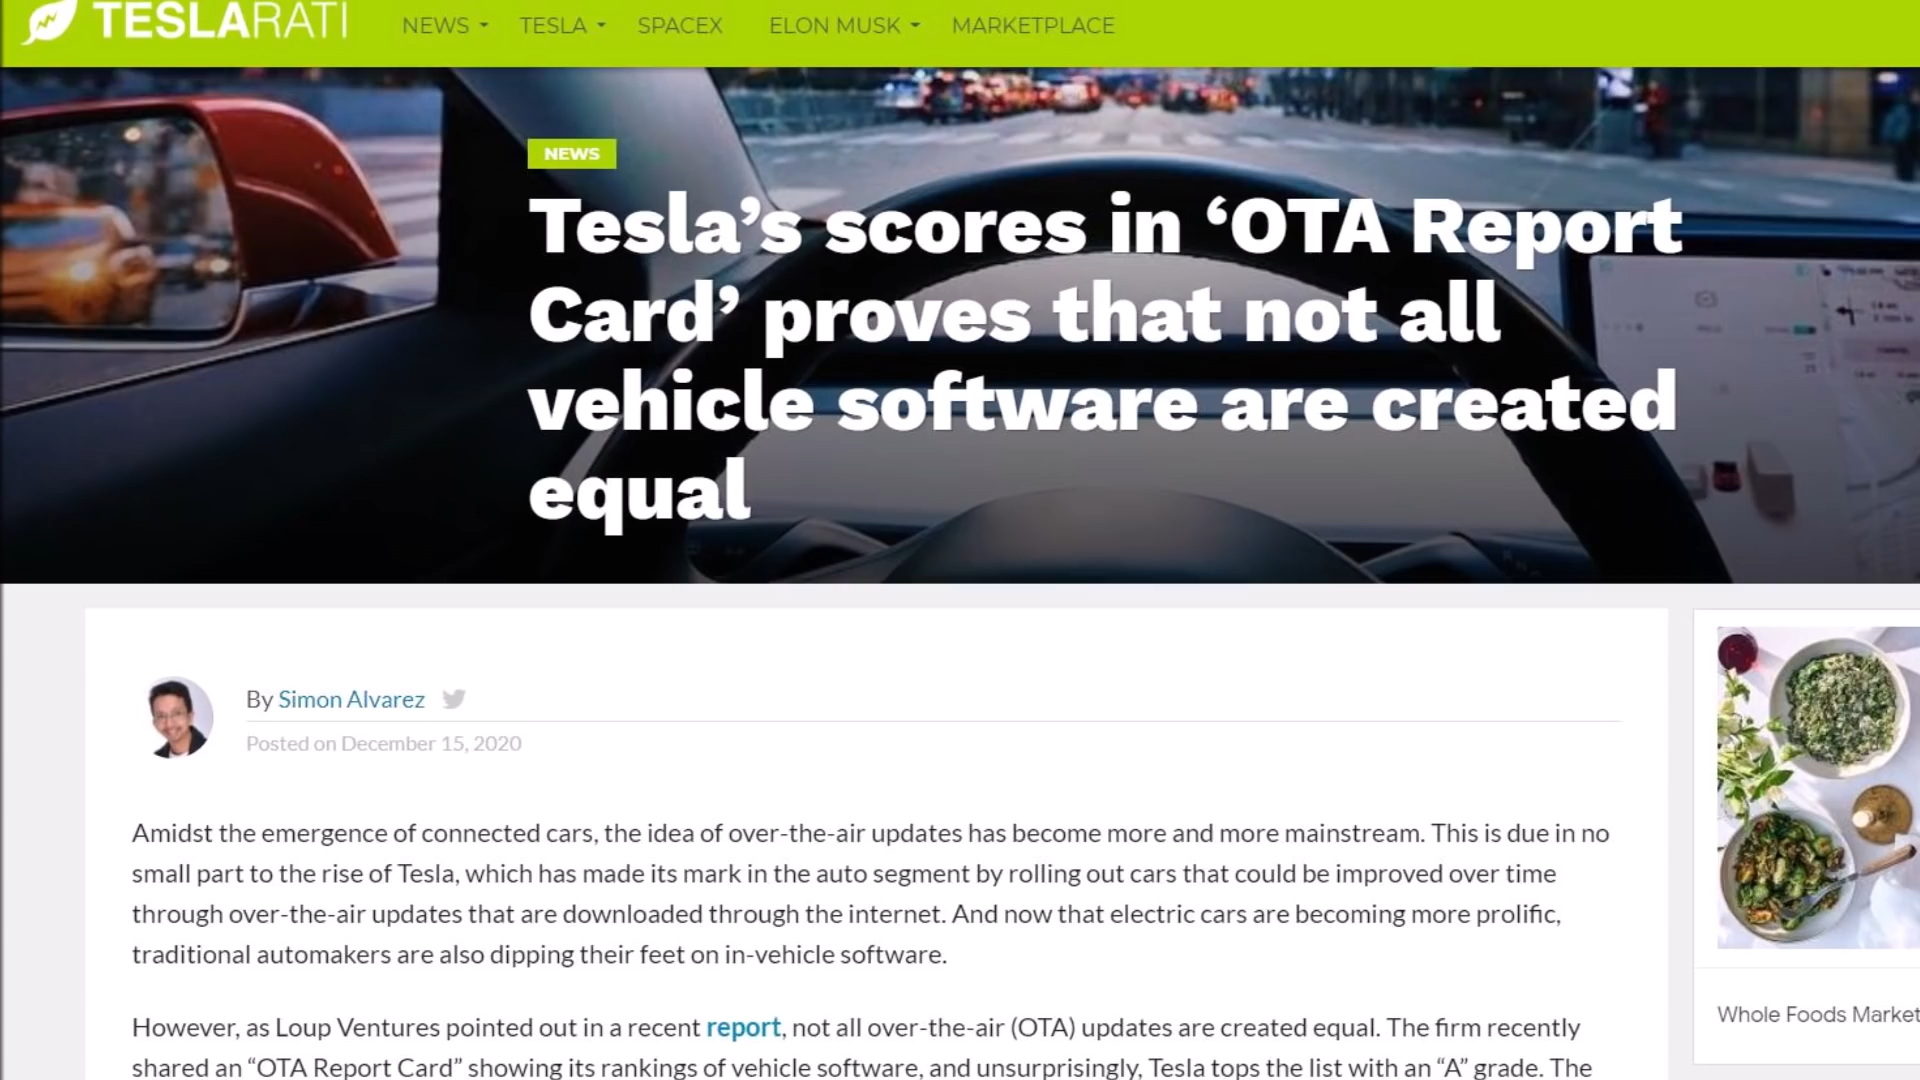 TESLARATI
NEWS
TESLA
SPACEX
ELON MUSK
MARKETPLACE
NEWS
Tesla’s scores in ‘OTA Report
Card’ proves that not all
vehicle software are created
equal
By Simon Alvarez
Posted on December 15, 2020
Amidst the emergence of connected cars, the idea of over-the-air updates has become more and more mainstream. This is due in no
small part to the rise of Tesla, which has made its mark in the auto segment by rolling out cars that could be improved over time
through over-the-air updates that are downloaded through the internet. And now that electric cars are becoming more prolific,
traditional automakers are also dipping their feet on in-vehicle software.
However, as Loup Ventures pointed out in a recent report, not all over-the-air (OTA) updates are created equal. The firm recently
shared an “OTA Report Card” showing its rankings of vehicle software, and unsurprisingly, Tesla tops the list with an “A” grade. The
Whole Foods Market